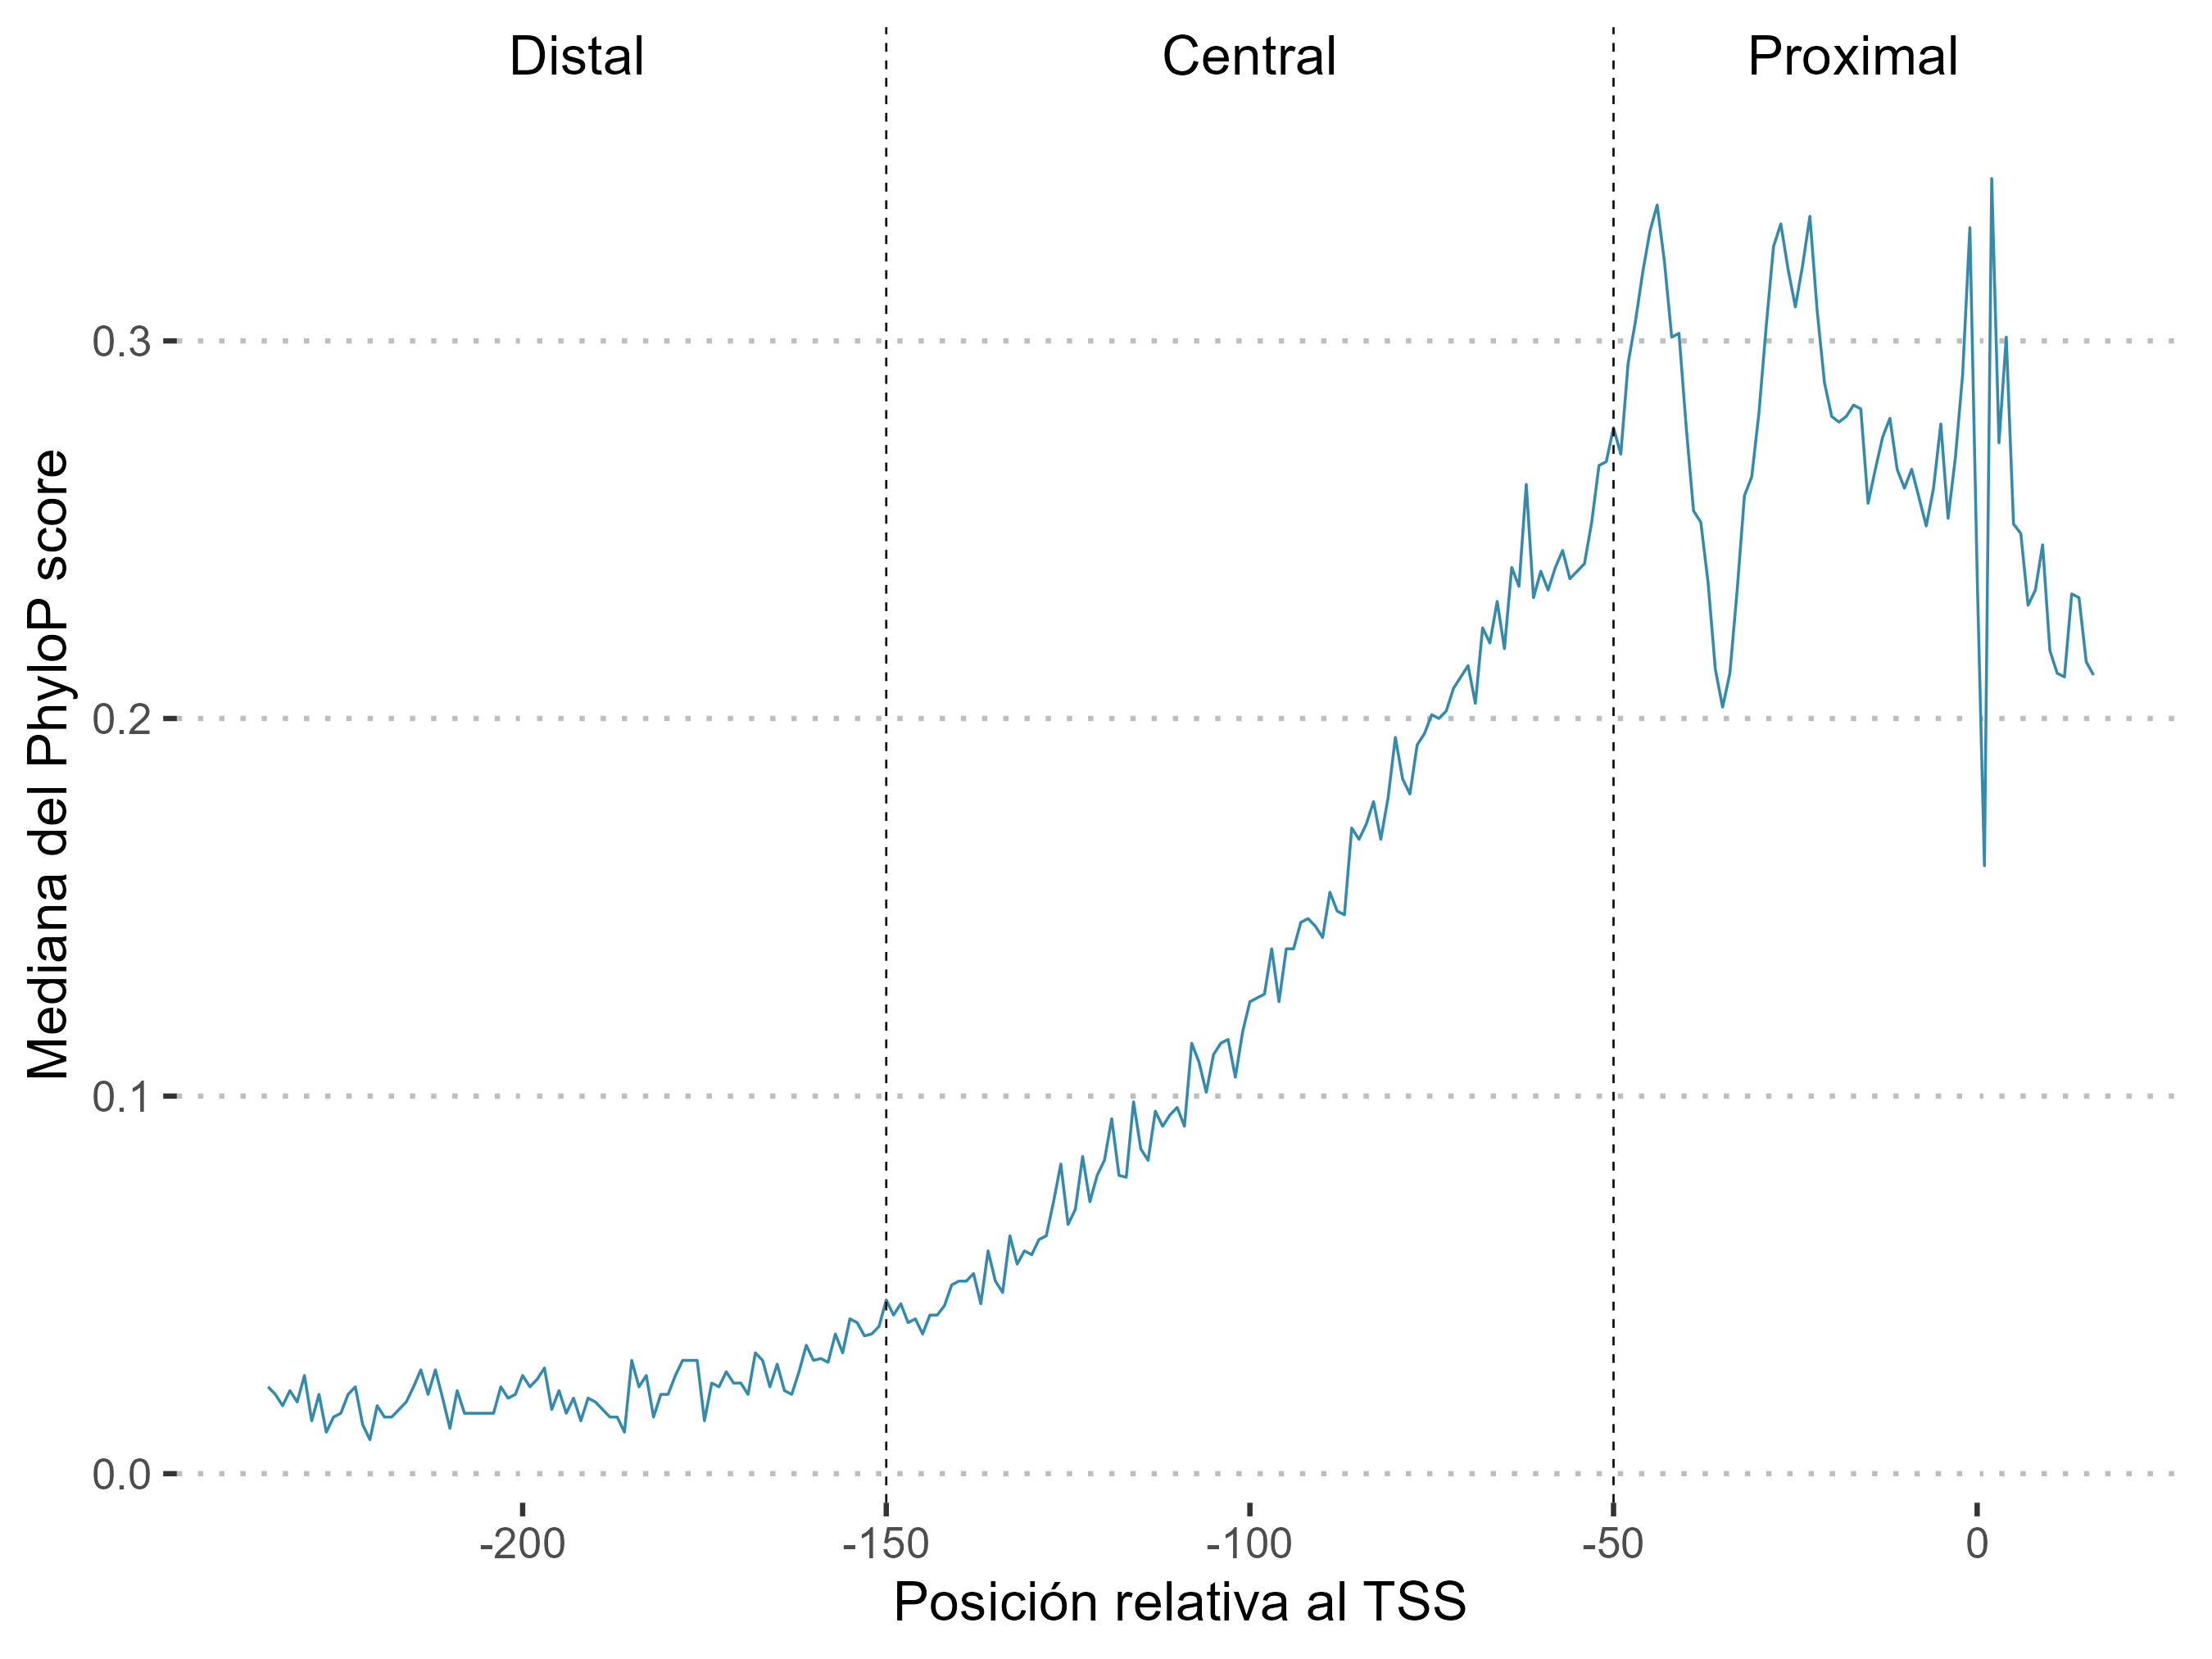 Distal Central Proximal
Mediana del PhyloP score
0.3
0.2
0.1
0.0
-200 -150 -100 -50 0
Posición relativa al TSS